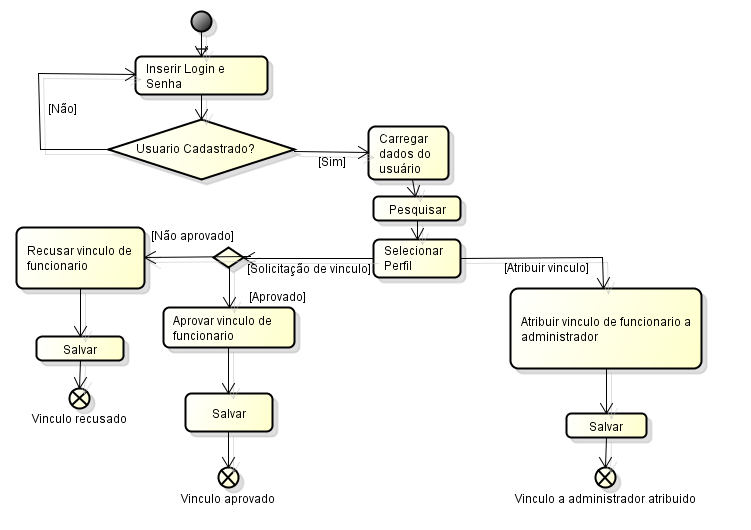 Inserir Login e
Senha
[Não]
Usuario Cadastrado?
[Sim]
Carregar
dados do
usuário
Pesquisar
Selecionar
Perfil
[Não aprovado]
[Solicitação de vinculo]
[Atribuir vinculo]
Recusar vinculo de
funcionario
[Aprovado]
Aprovar vinculo de
funcionario
Atribuir vinculo de funcionario a
administrador
Salvar
Salvar
Salvar
Vinculo recusado
Vinculo aprovado
Vinculo a administrador atribuido